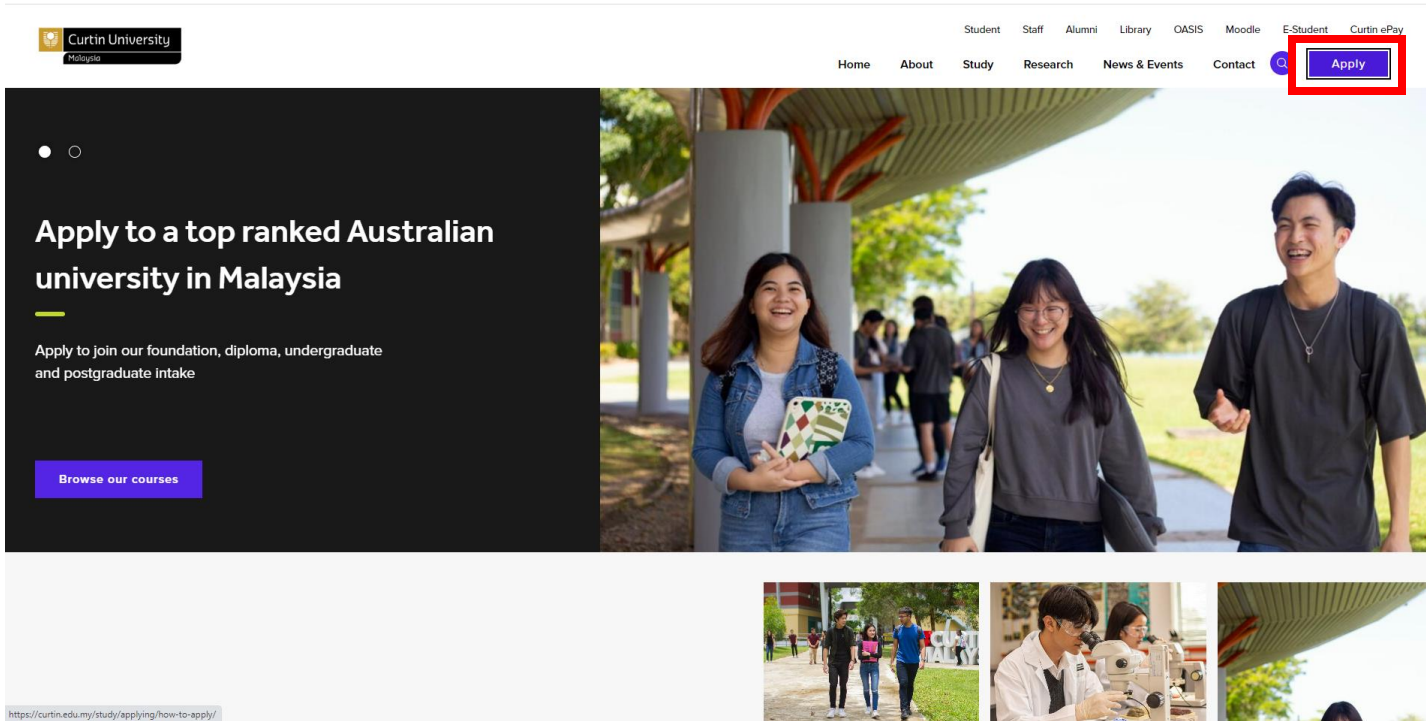 Curtin University
Malaysia
Student Staff Alumni Library OASIS Moodle E-Student Curtin ePay
Home About Study Research News & Events Contact Apply
Apply to a top ranked Australian
university in Malaysia
Apply to join our foundation, diploma, undergraduate
and postgraduate intake
Browse our courses
https://curtin.edu.my/study/applying/how-to-apply/